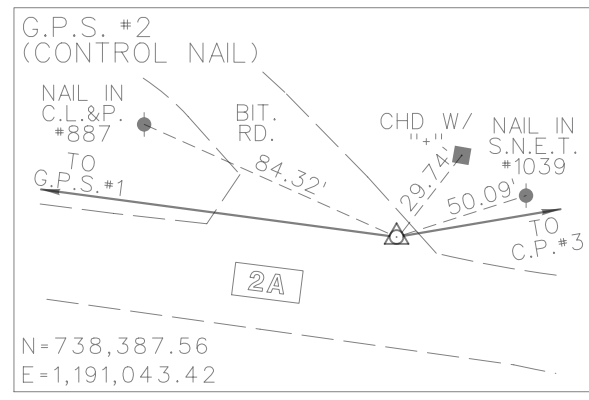 G.P.S. #2
(CONTROL NAIL)
NAIL IN
C.L.&P.
#887
BIT.
RD.
CHD W/
"+"
NAIL IN
S.N.E.T.
#1039
TO
G.P.S.#1
84.32'
29.74'
50.09'
TO
C.P.#3
2A
N=738,387.56
E=1,191,043.42